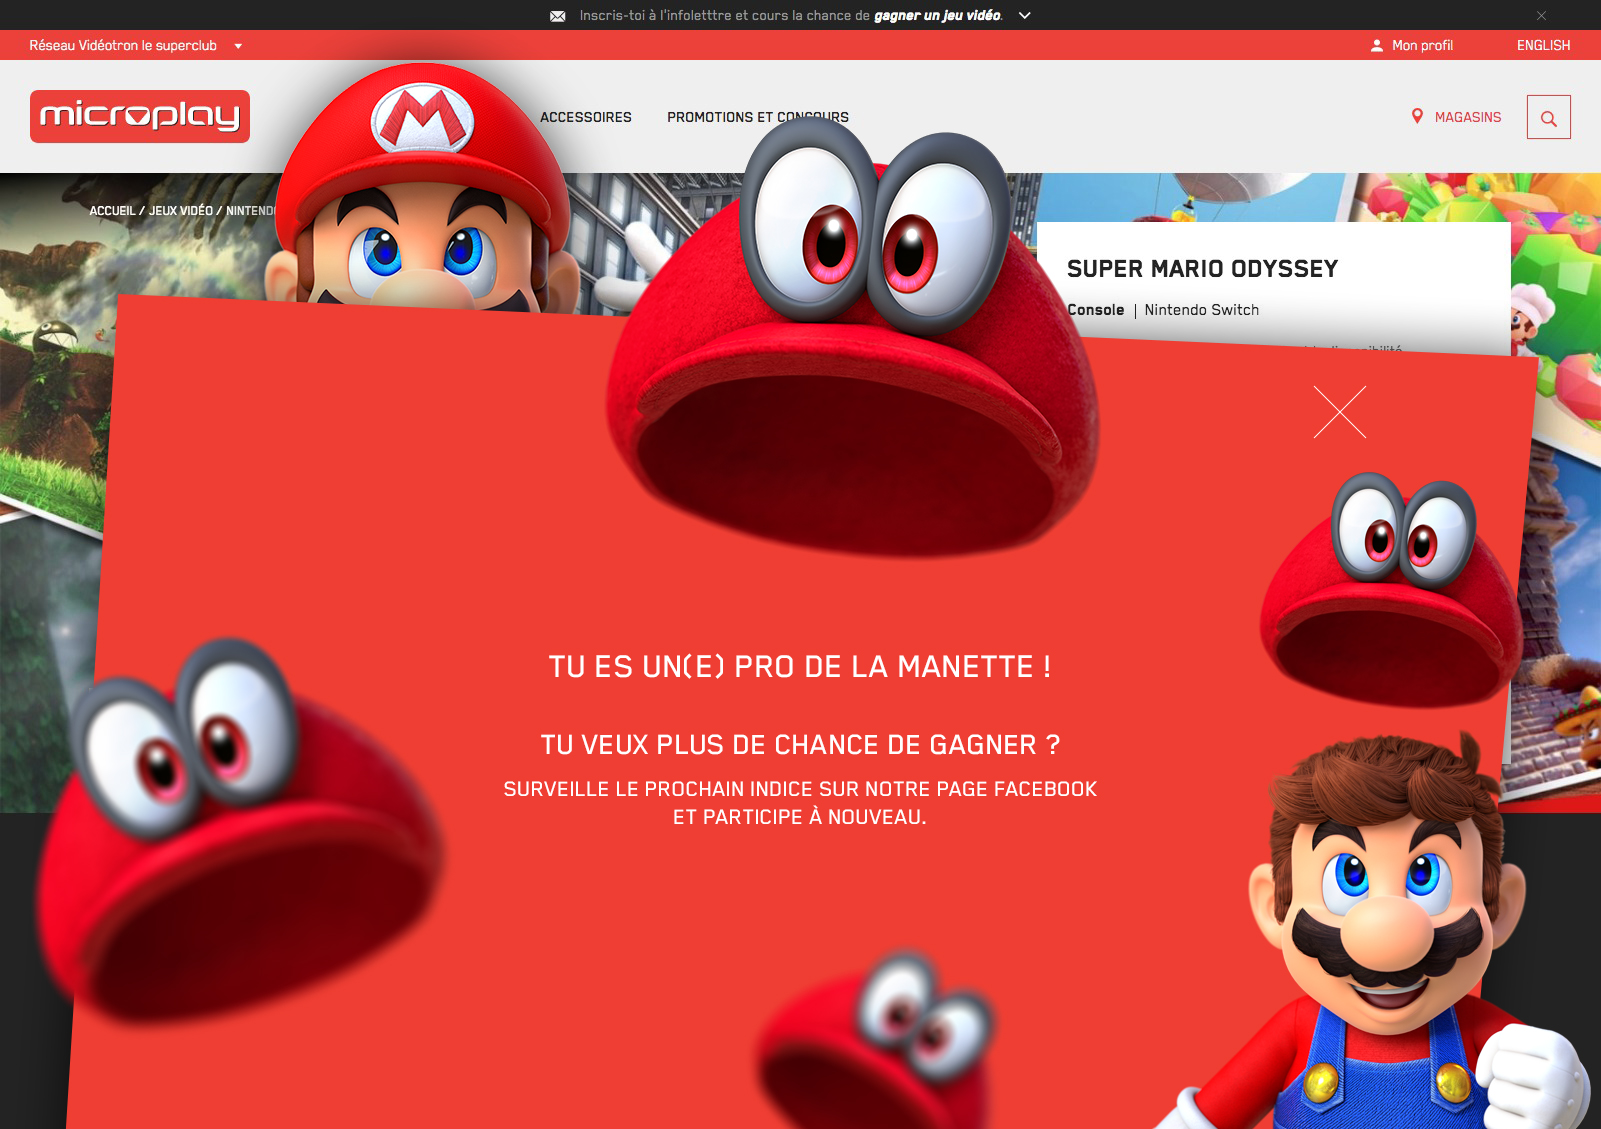 Inscris-toi à l'infoletttre et cours la chance de gagner un jeu vidéo.
Réseau Vidéotron le superclub
Mon profil
ENGLISH
microplay
M
ACCESSOIRES
PROMOTIONS ET CONCOURS
MAGASINS
ACCUEIL / JEUX VIDÉO /
SUPER MARIO ODYSSEY
Console | Nintendo Switch
TU ES UN(E) PRO DE LA MANETTE !
TU VEUX PLUS DE CHANCE DE GAGNER ?
SURVEILLE LE PROCHAIN INDICE SUR NOTRE PAGE FACEBOOK
ET PARTICIPE À NOUVEAU.